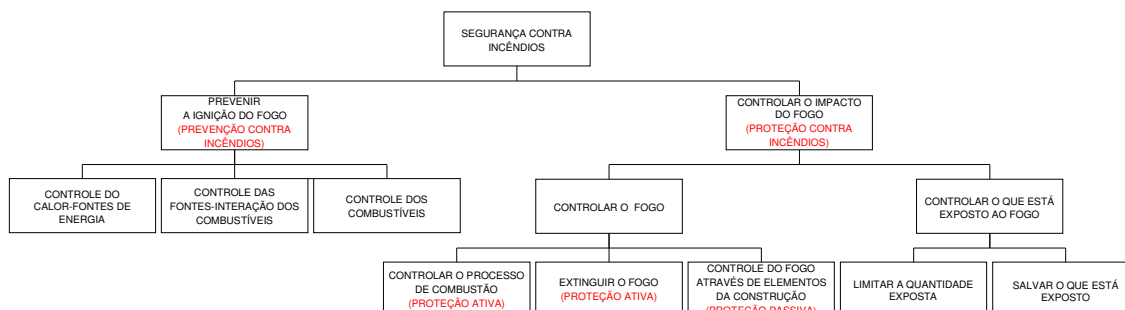 SEGURANÇA CONTRA
INCÊNDIOS
PREVENIR
A IGNIÇÃO DO FOGO
(PREVENÇÃO CONTRA
INCÊNDIOS)
CONTROLAR O IMPACTO
DO FOGO
(PROTEÇÃO CONTRA
INCÊNDIOS)
CONTROLE DO
CALOR-FONTES DE
ENERGIA
CONTROLE DAS
FONTES-INTERAÇÃO DOS
COMBUSTÍVEIS
CONTROLE DOS
COMBUSTÍVEIS
CONTROLAR O FOGO
CONTROLAR O QUE ESTÁ
EXPOSTO AO FOGO
CONTROLAR O PROCESSO
DE COMBUSTÃO
(PROTEÇÃO ATIVA)
EXTINGUIR O FOGO
(PROTEÇÃO ATIVA)
CONTROLE DO FOGO
ATRAVÉS DE ELEMENTOS
DA CONSTRUÇÃO
(PROTEÇÃO PASSIVA)
LIMITAR A QUANTIDADE
EXPOSTA
SALVAR O QUE ESTÁ
EXPOSTO